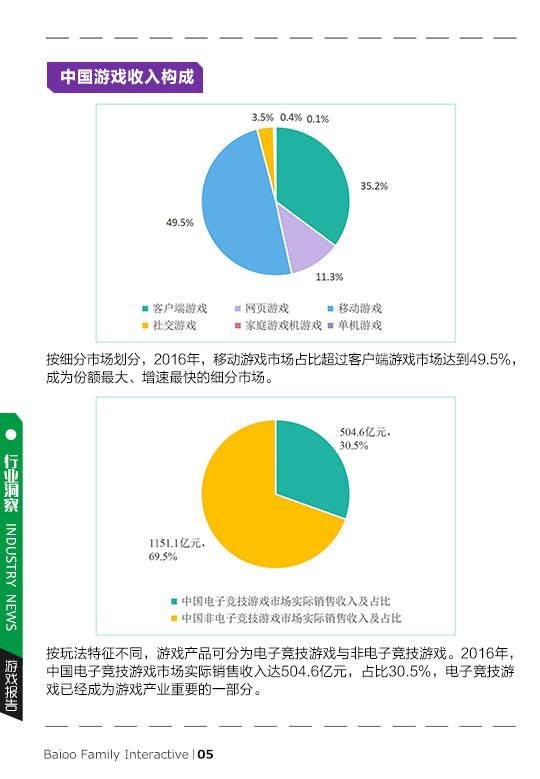 中国游戏收入构成
3.5% 0.4% 0.1%
35.2%
49.5%
11.3%
客户端游戏 网页游戏 移动游戏
社交游戏 家庭游戏机游戏 单机游戏
按细分市场划分，2016年，移动游戏市场占比超过客户端游戏市场达到49.5%，
成为份额最大、增速最快的细分市场。
504.6亿元，
30.5%
1151.1亿元，
69.5%
中国电子竞技游戏市场实际销售收入及占比
中国非电子竞技游戏市场实际销售收入及占比
行业洞察 INDUSTRY NEWS
游戏报告
按玩法特征不同，游戏产品可分为电子竞技游戏与非电子竞技游戏。2016年，
中国电子竞技游戏市场实际销售收入达504.6亿元，占比30.5%，电子竞技游
戏已经成为游戏产业重要的一部分。
Baioo Family Interactive | 05